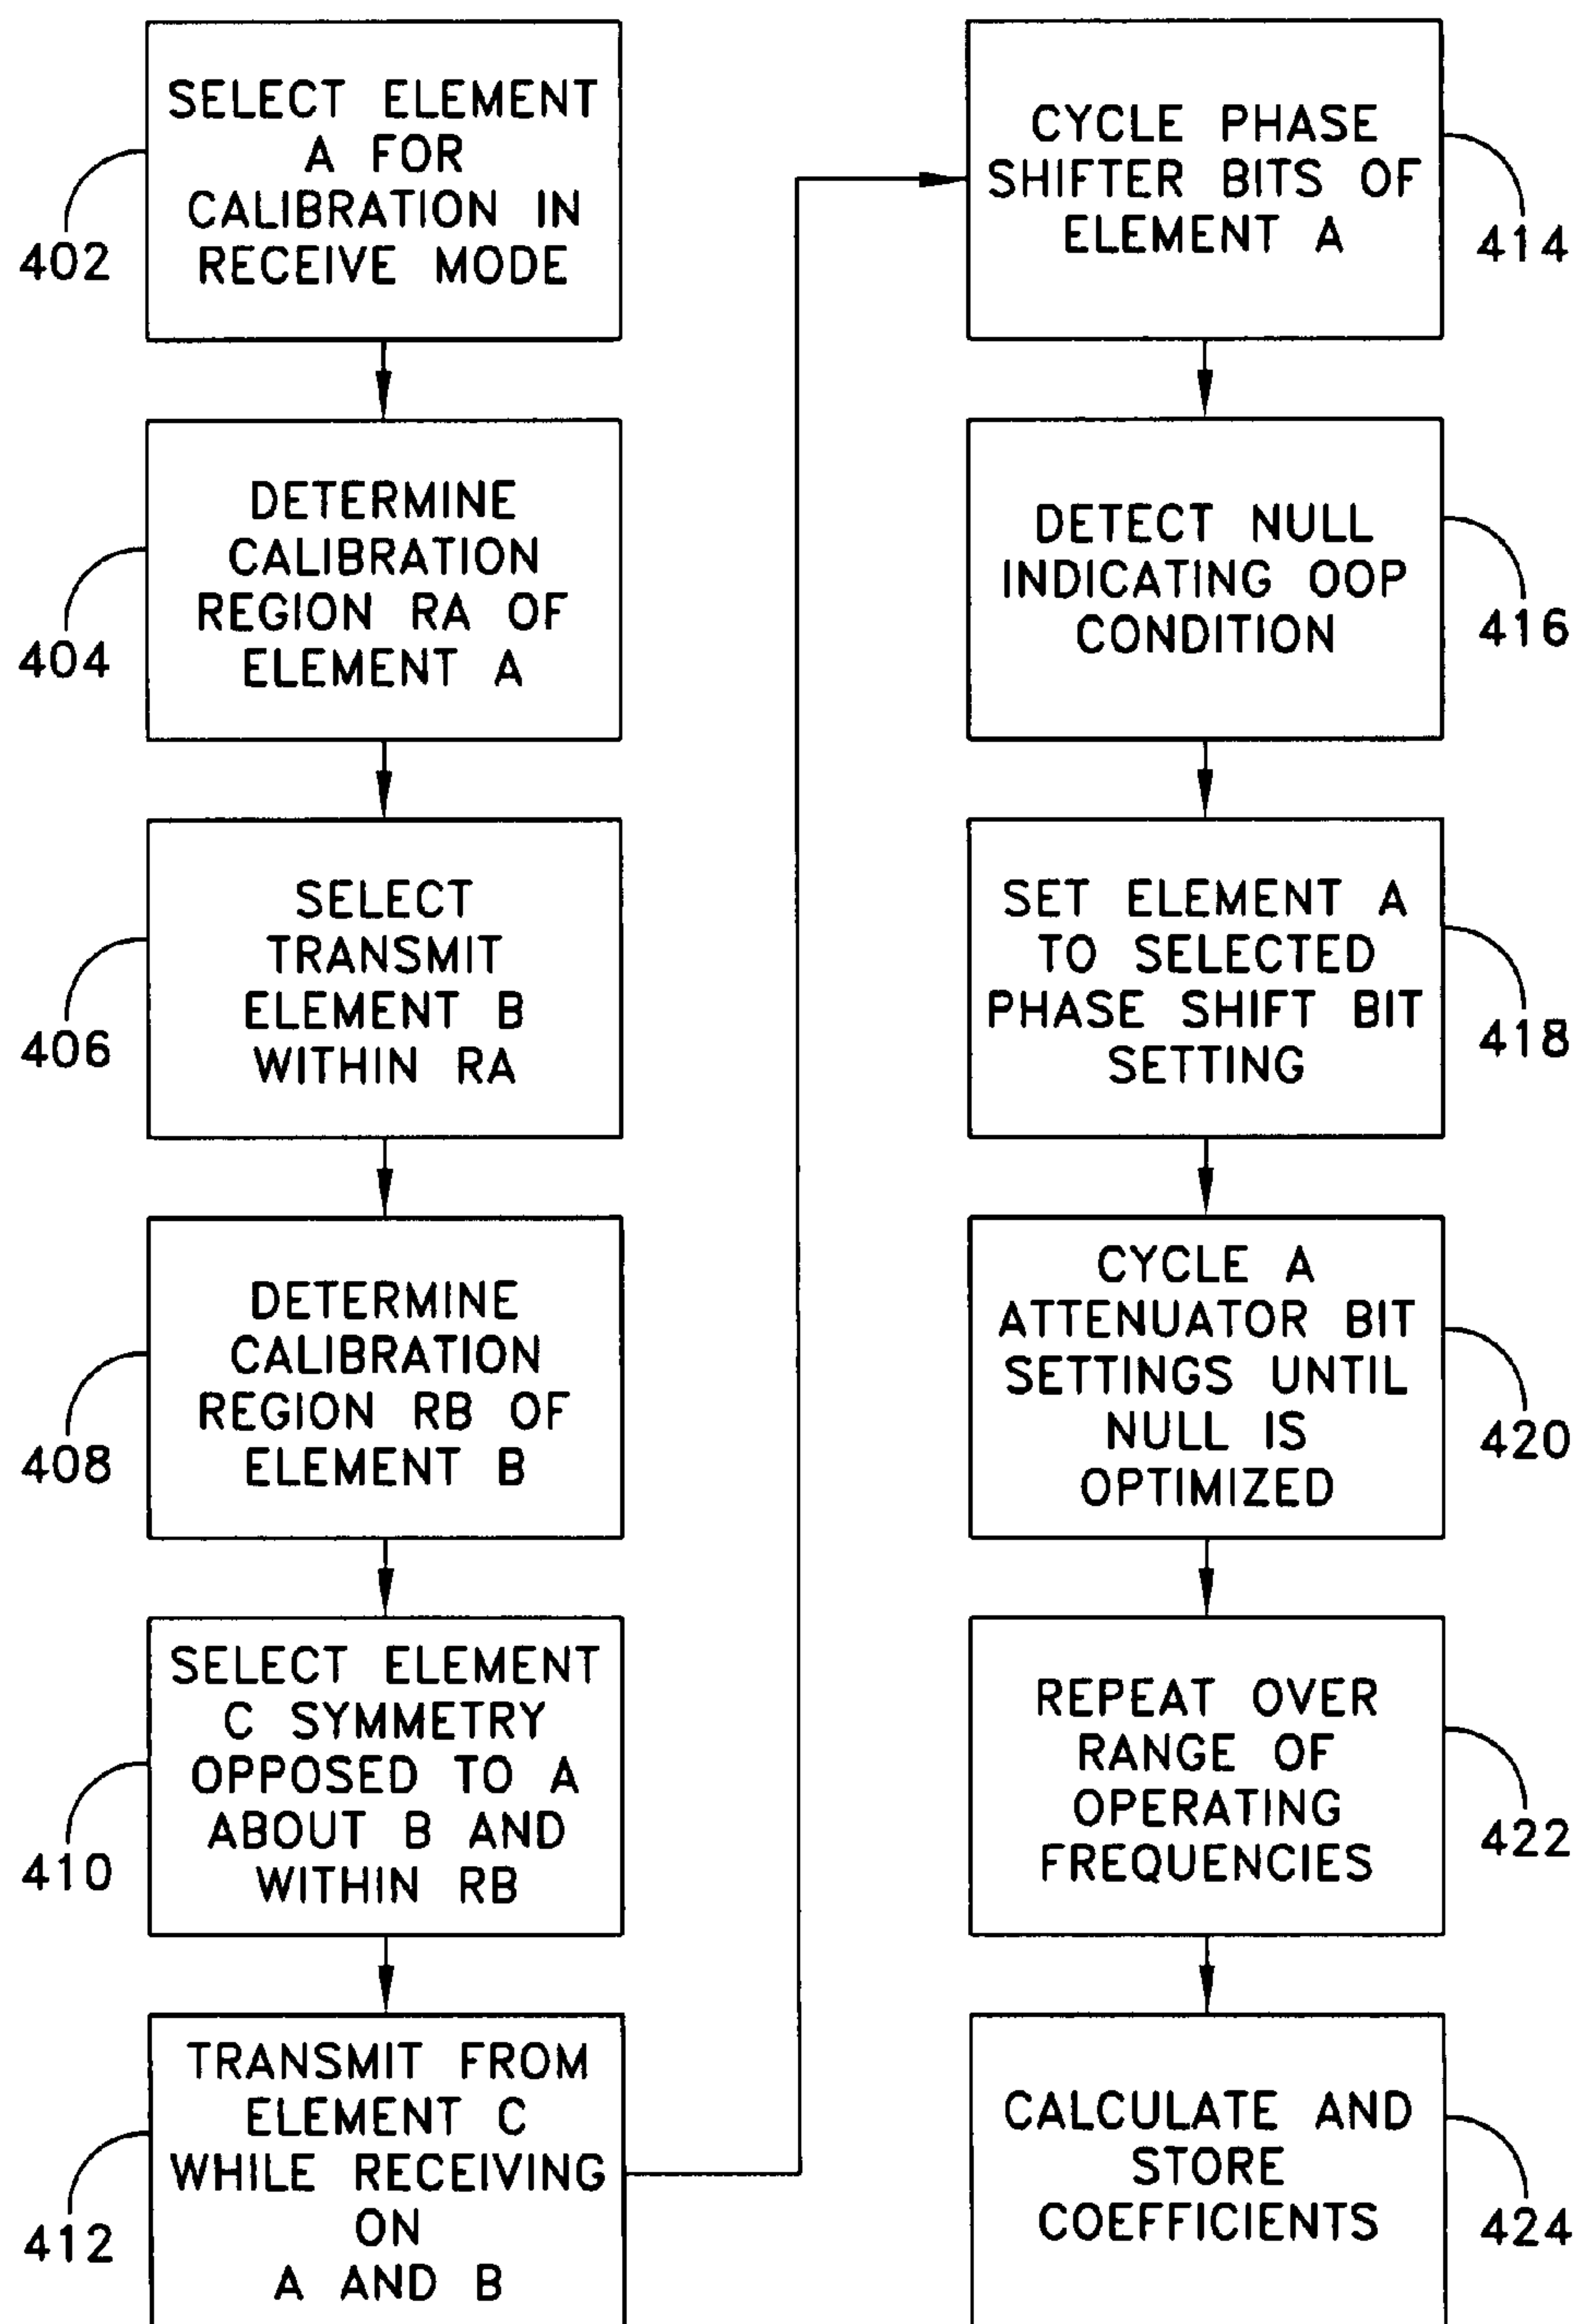 SELECT ELEMENT
A FOR
CALIBRATION IN
RECEIVE MODE
402
DETERMINE
CALIBRATION
REGION RA OF
ELEMENT A
404
SELECT
TRANSMIT
ELEMENT B
WITHIN RA
406
DETERMINE
CALIBRATION
REGION RB OF
ELEMENT B
408
SELECT ELEMENT
C SYMMETRY
OPPOSED TO A
ABOUT B AND
WITHIN RB
410
TRANSMIT FROM
ELEMENT C
WHILE RECEIVING
ON
A AND B
412
CYCLE PHASE
SHIFTER BITS OF
ELEMENT A
414
DETECT NULL
INDICATING OOP
CONDITION
416
SET ELEMENT A
TO SELECTED
PHASE SHIFT BIT
SETTING
418
CYCLE A
ATTENUATOR BIT
SETTINGS UNTIL
NULL IS
OPTIMIZED
420
REPEAT OVER
RANGE OF
OPERATING
FREQUENCIES
422
CALCULATE AND
STORE
COEFFICIENTS
424